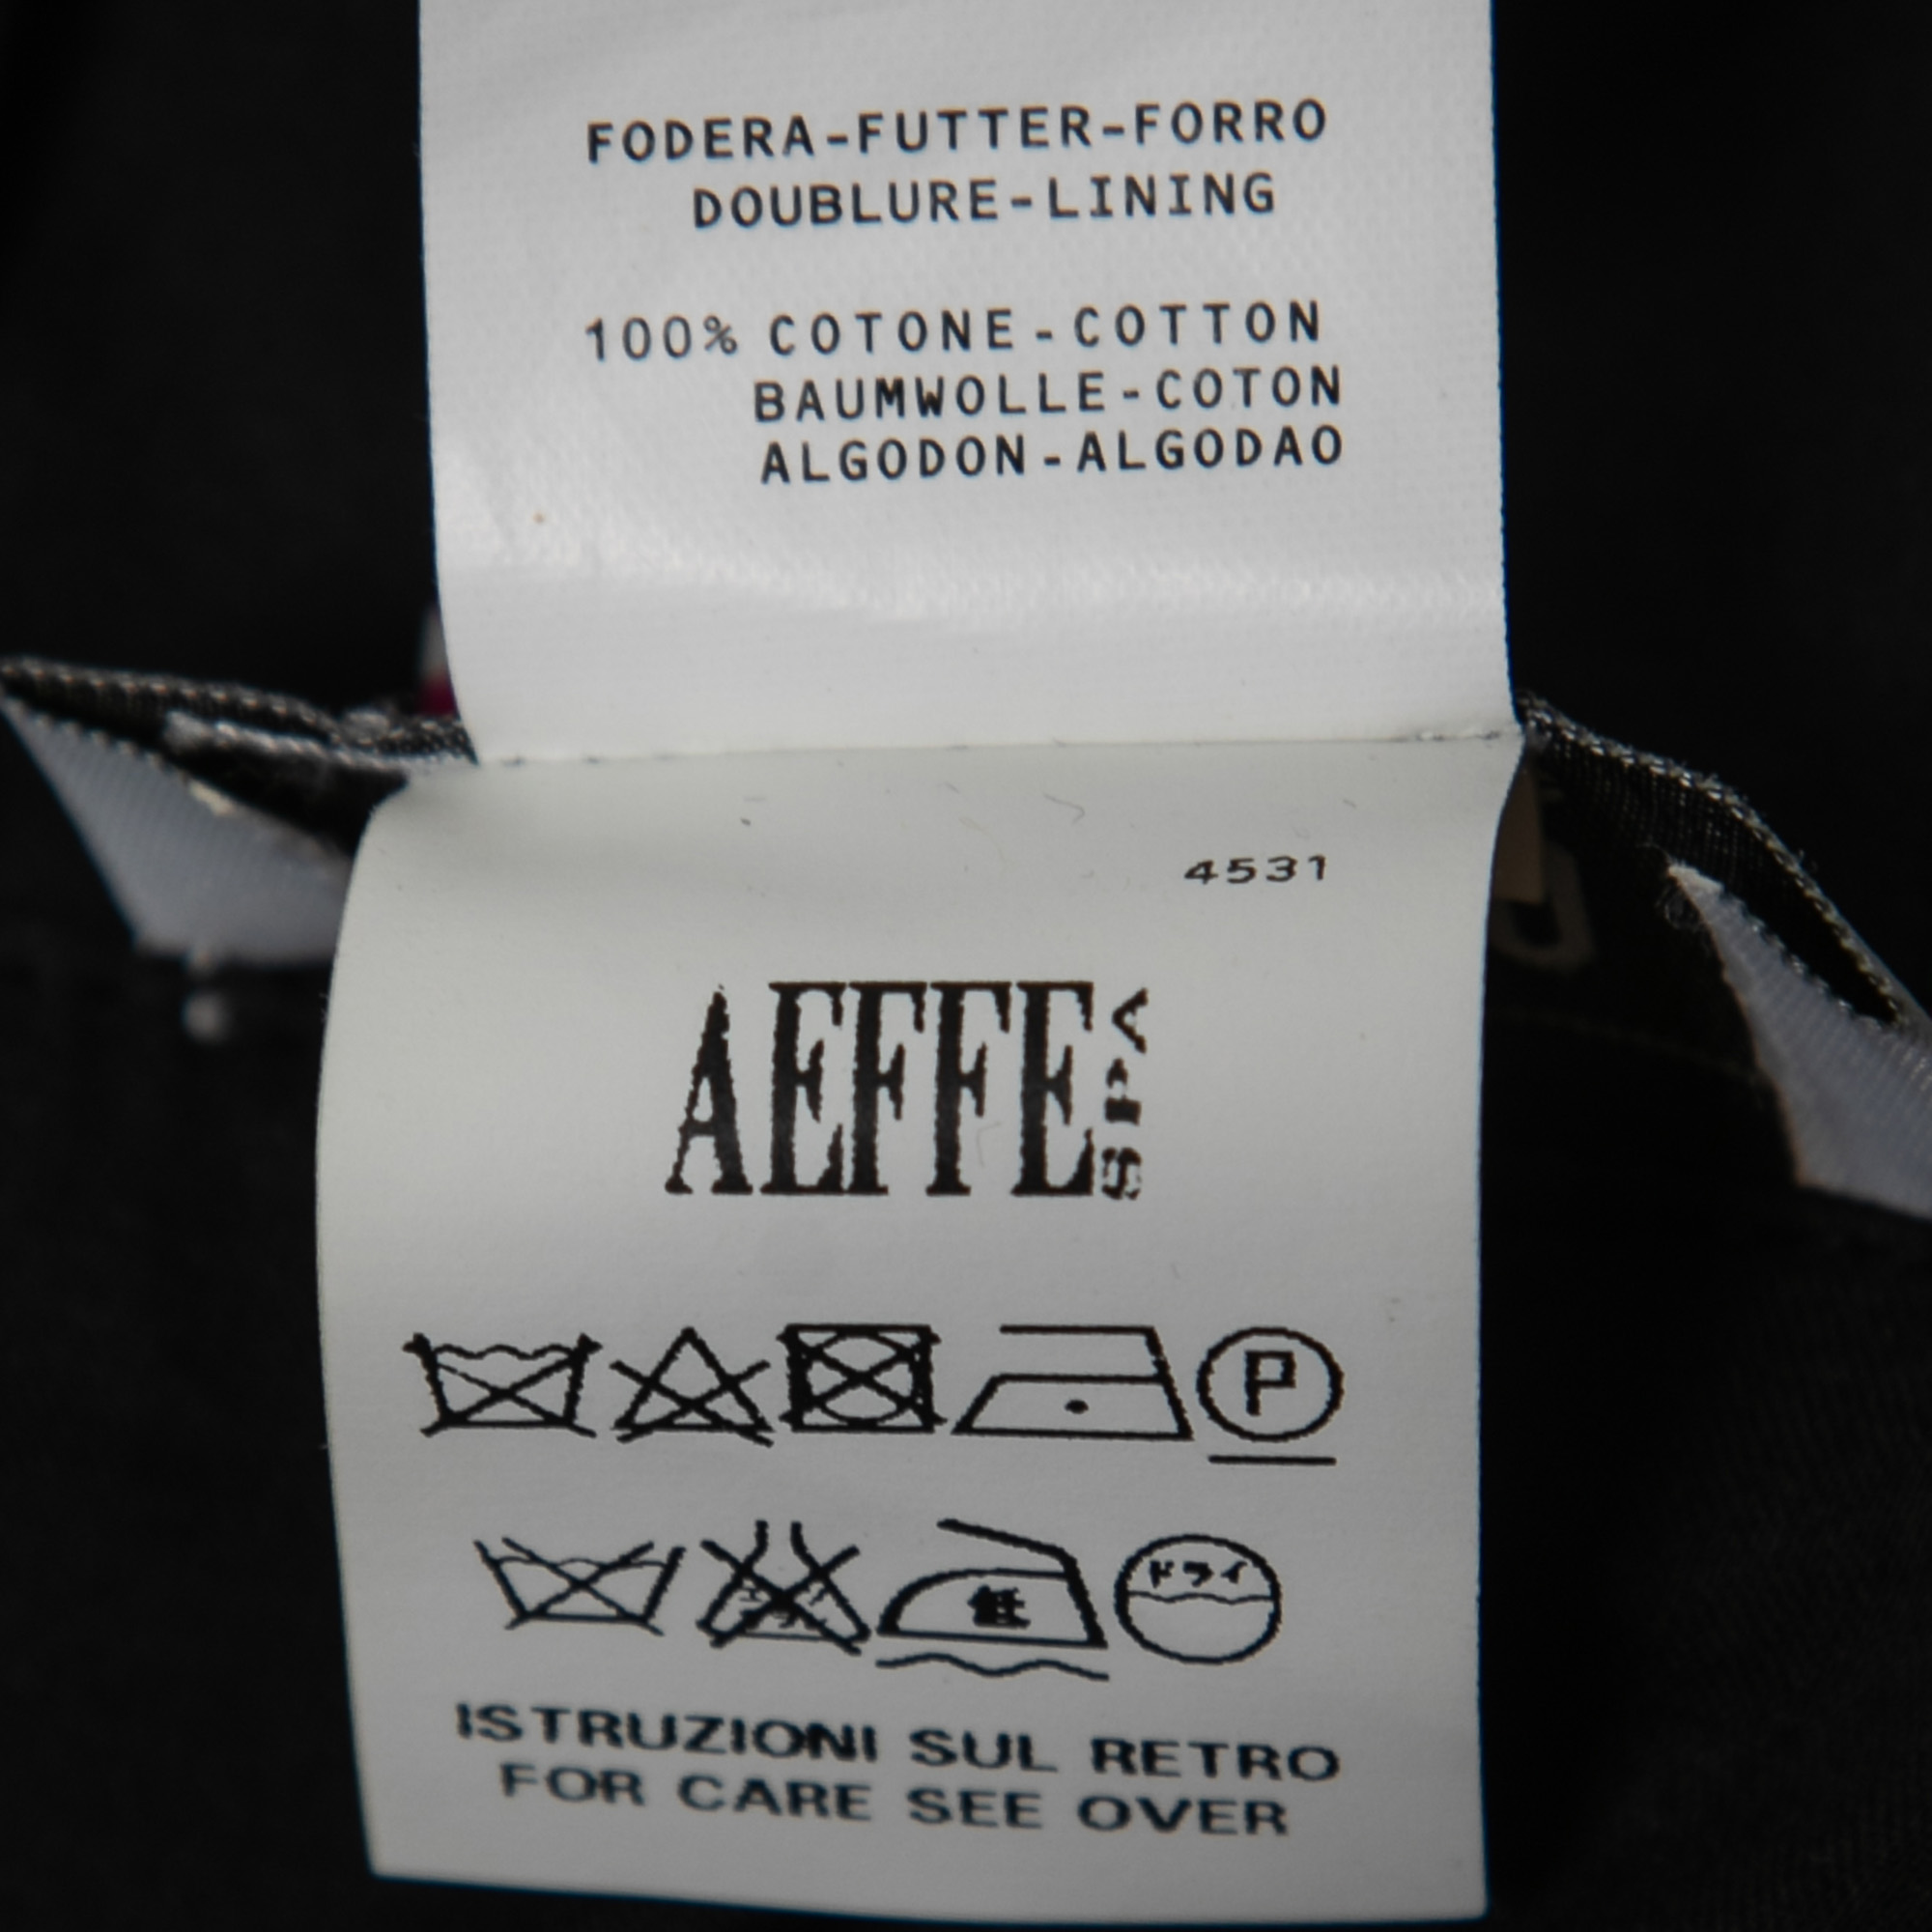 FODERA-FUTTER-FORRO
DOUBLURE-LINING
100% COTONE-COTTON
BAUMWOLLE-COTON
ALGODON-ALGODAO
4531
AEFFE SPA
P
低 ドライ
ISTRUZIONI SUL RETRO
FOR CARE SEE OVER